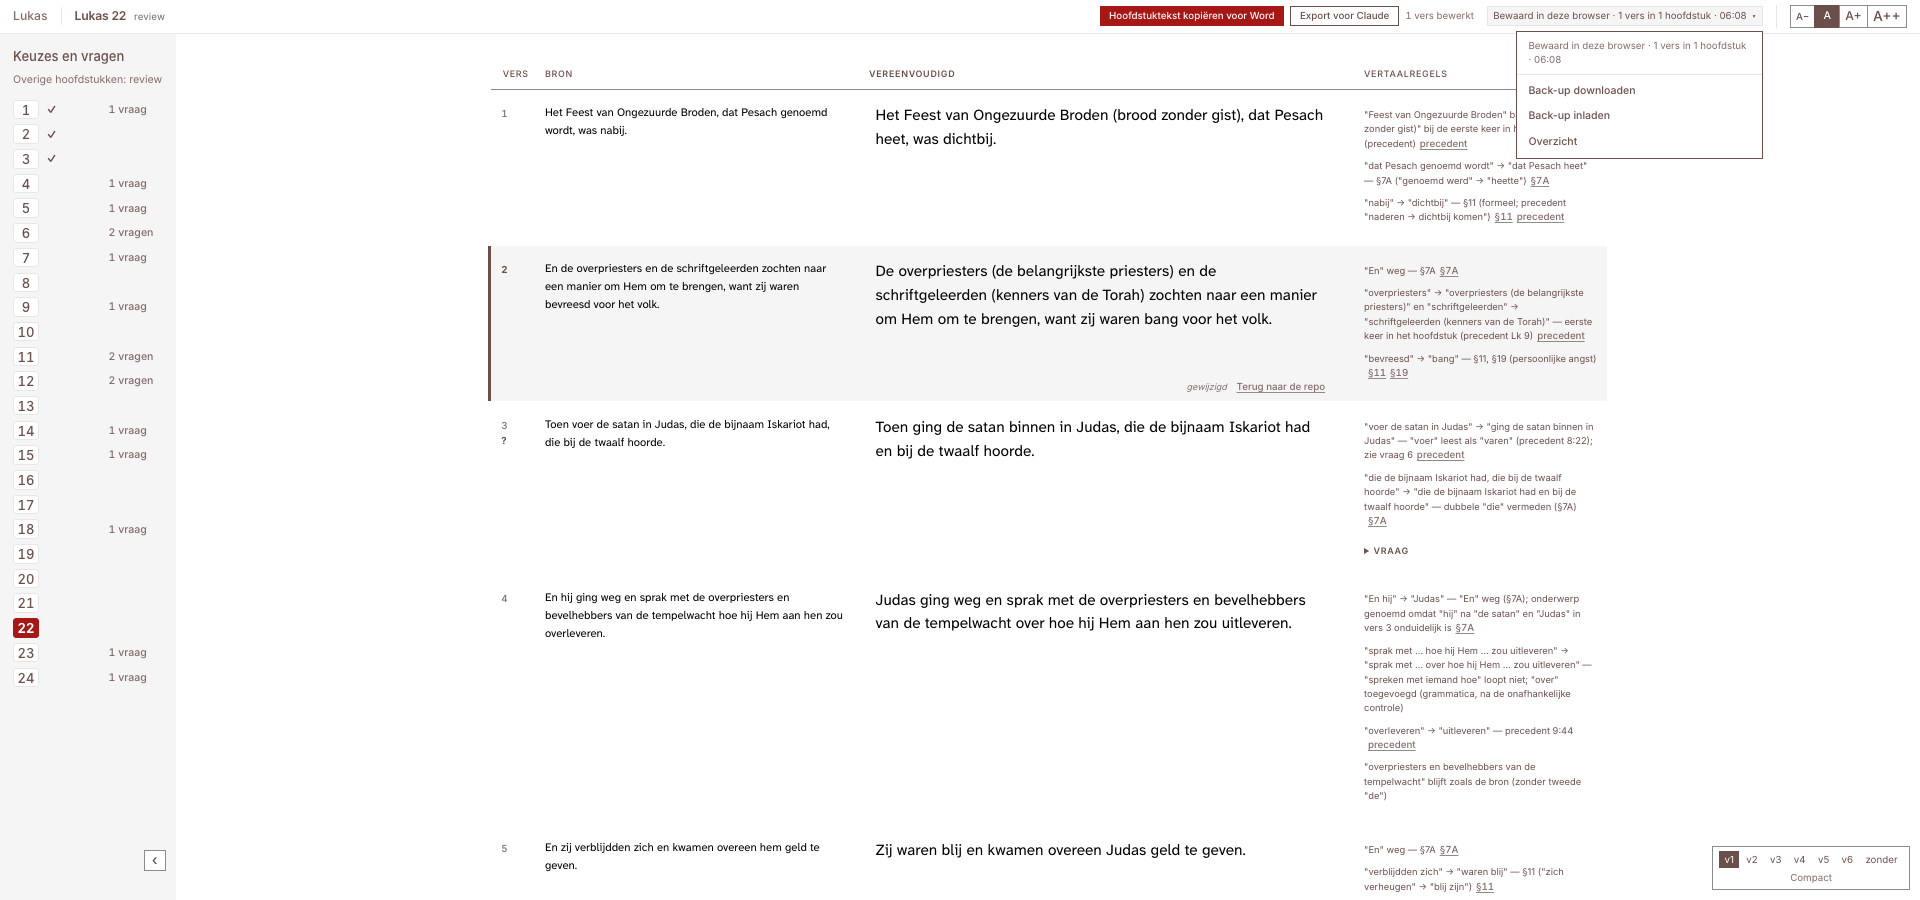 Lukas
Lukas 22 review
Hoofdstuktekst kopiëren voor Word
Export voor Claude
1 vers bewerkt
Bewaard in deze browser · 1 vers in 1 hoofdstuk · 06:08
A−
A
A+
A++
Bewaard in deze browser · 1 vers in 1 hoofdstuk
· 06:08
Back-up downloaden
Back-up inladen
Overzicht
Keuzes en vragen
Overige hoofdstukken: review
1 ✓ 1 vraag
2 ✓
3 ✓
4 1 vraag
5 1 vraag
6 2 vragen
7 1 vraag
8
9 1 vraag
10
11 2 vragen
12 2 vragen
13
14 1 vraag
15 1 vraag
16
17
18 1 vraag
19
20
21
22
23 1 vraag
24 1 vraag
VERS BRON VEREENVOUDIGD VERTAALREGELS
1
Het Feest van Ongezuurde Broden, dat Pesach genoemd
wordt, was nabij.
Het Feest van Ongezuurde Broden (brood zonder gist), dat Pesach
heet, was dichtbij.
"Feest van Ongezuurde Broden"
zonder gist)" bij de eerste keer in
(precedent) precedent
"dat Pesach genoemd wordt" → "dat Pesach heet"
— §7A ("genoemd werd" → "heette") §7A
"nabij" → "dichtbij" — §11 (formeel; precedent
"naderen → dichtbij komen") §11 precedent
2
En de overpriesters en de schriftgeleerden zochten naar
een manier om Hem om te brengen, want zij waren
bevreesd voor het volk.
De overpriesters (de belangrijkste priesters) en de
schriftgeleerden (kenners van de Torah) zochten naar een manier
om Hem om te brengen, want zij waren bang voor het volk.
gewijzigd Terug naar de repo
"En" weg — §7A §7A
"overpriesters" → "overpriesters (de belangrijkste
priesters)" en "schriftgeleerden" →
"schriftgeleerden (kenners van de Torah)" — eerste
keer in het hoofdstuk (precedent Lk 9) precedent
"bevreesd" → "bang" — §11, §19 (persoonlijke angst)
§11 §19
3
?
Toen voer de satan in Judas, die de bijnaam Iskariot had,
die bij de twaalf hoorde.
Toen ging de satan binnen in Judas, die de bijnaam Iskariot had
en bij de twaalf hoorde.
"voer de satan in Judas" → "ging de satan binnen in
Judas" — "voer" leest als "varen" (precedent 8:22);
zie vraag 6 precedent
"die de bijnaam Iskariot had, die bij de twaalf
hoorde" → "die de bijnaam Iskariot had en bij de
twaalf hoorde" — dubbele "die" vermeden (§7A)
§7A
▶ VRAAG
4
En hij ging weg en sprak met de overpriesters en
bevelhebbers van de tempelwacht hoe hij Hem aan hen zou
overleveren.
Judas ging weg en sprak met de overpriesters en bevelhebbers
van de tempelwacht over hoe hij Hem aan hen zou uitleveren.
"En hij" → "Judas" — "En" weg (§7A); onderwerp
genoemd omdat "hij" na "de satan" en "Judas" in
vers 3 onduidelijk is §7A
"sprak met ... hoe hij Hem ... zou uitleveren" →
"sprak met ... over hoe hij Hem ... zou uitleveren" —
"spreken met iemand hoe" loopt niet; "over"
toegevoegd (grammatica, na de onafhankelijke
controle)
"overleveren" → "uitleveren" — precedent 9:44
precedent
"overpriesters en bevelhebbers van de
tempelwacht" blijft zoals de bron (zonder tweede
"de")
5
En zij verblijdden zich en kwamen overeen hem geld te
geven.
Zij waren blij en kwamen overeen Judas geld te geven.
"En" weg — §7A §7A
"verblijdden zich" → "waren blij" — §11 ("zich
verheugen" → "blij zijn") §11
v1 v2 v3 v4 v5 v6 zonder
Compact